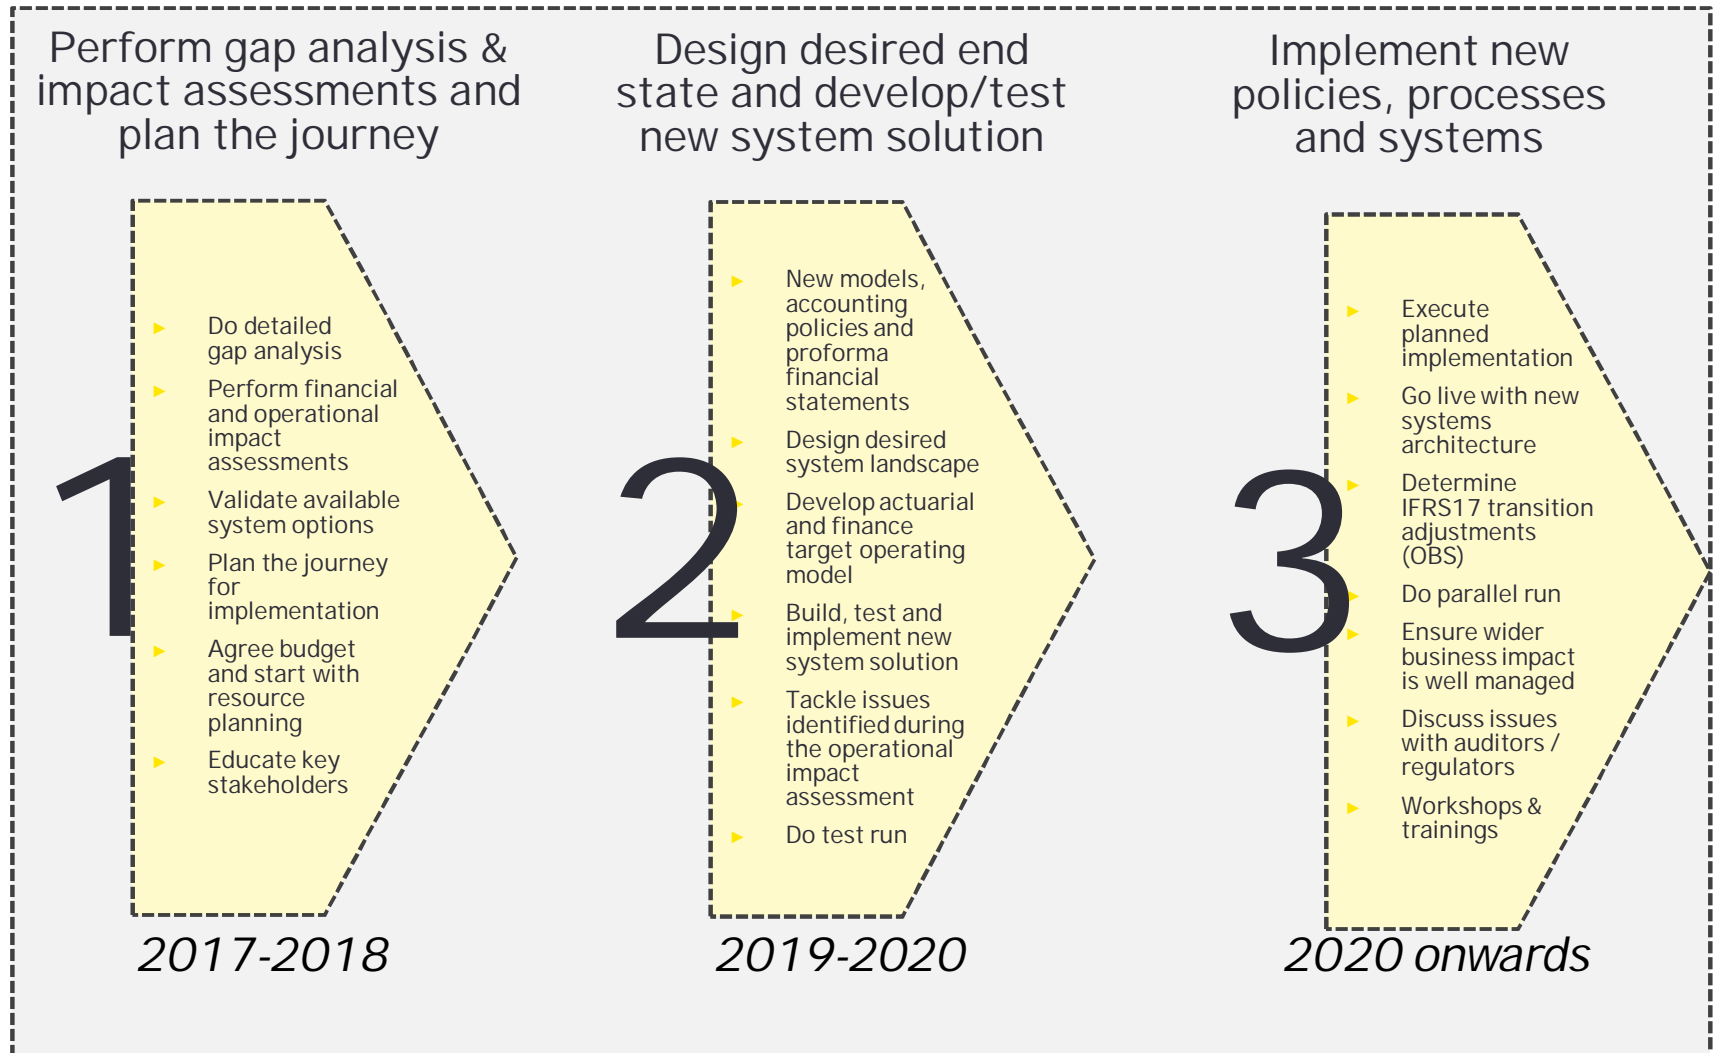 Perform gap analysis &
impact assessments and
plan the journey
1
► Do detailed
gap analysis
► Perform financial
and operational
impact
assessments
► Validate available
system options
► Plan the journey
for
implementation
► Agree budget
and start with
resource
planning
► Educate key
stakeholders
2017-2018
Design desired end
state and develop/test
new system solution
2
► New models,
accounting
policies and
proforma
financial
statements
► Design desired
system landscape
► Develop actuarial
and finance
target operating
model
► Build, test and
implement new
system solution
► Tackle issues
identified during
the operational
impact
assessment
► Do test run
2019-2020
Implement new
policies, processes
and systems
3
► Execute
planned
implementation
► Go live with new
systems
architecture
► Determine
IFRS17 transition
adjustments
(OBS)
► Do parallel run
► Ensure wider
business impact
is well managed
► Discuss issues
with auditors /
regulators
► Workshops &
trainings
2020 onwards